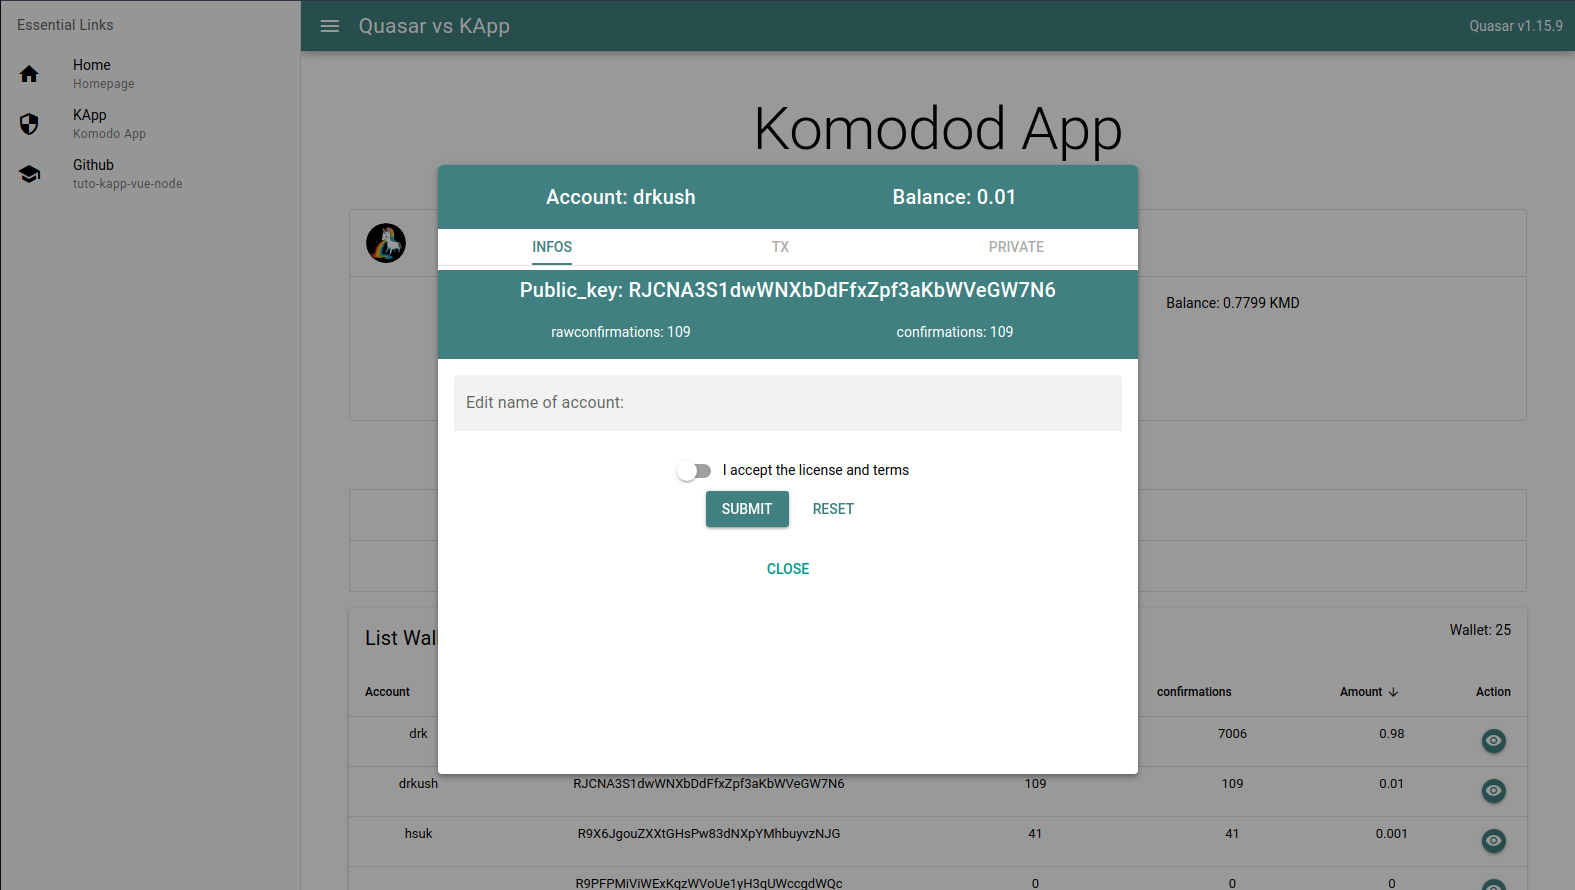 Essential Links
Home
Homepage
KApp
Komodo App
Github
tuto-kapp-vue-node
Quasar vs KApp
Quasar v1.15.9
Komodod App
Account: drkush
Balance: 0.01
INFOS
TX
PRIVATE
Public_key: RJCNA3S1dwWNXbDdFfxZpf3aKbWVeGW7N6
rawconfirmations: 109
confirmations: 109
Edit name of account:
I accept the license and terms
SUBMIT
RESET
CLOSE
Balance: 0.7799 KMD
List Wal
Wallet: 25
Account
confirmations
Amount
Action
drk
7006
0.98
drkush
RJCNA3S1dwWNXbDdFfxZpf3aKbWVeGW7N6
109
109
0.01
hsuk
R9X6JgouZXXtGHsPw83dNXpYMhbuyvzNJG
41
41
0.001
R9PFPMiViWExKqzWVoUe1yH3qUWccgdWQc
0
0
0